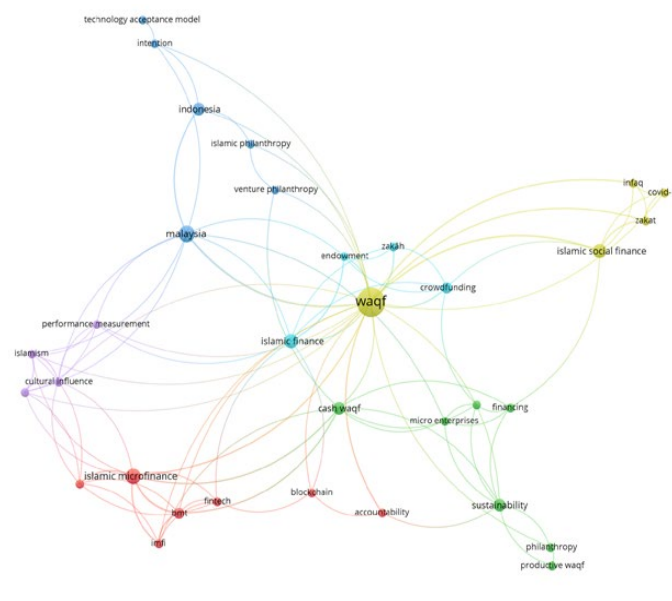 technology acceptance model
intention
indonesia
islamic philanthropy
venture philanthropy
infaq
covid-
zakat
malaysia
zakah
islamic social finance
endowment
crowdfunding
waqf
performance measurement
islamic finance
islamism
cultural influence
cash waqf
financing
micro enterprises
islamic microfinance
blockchain
fintech
sustainability
bmt
accountability
imfi
philanthropy
productive waqf